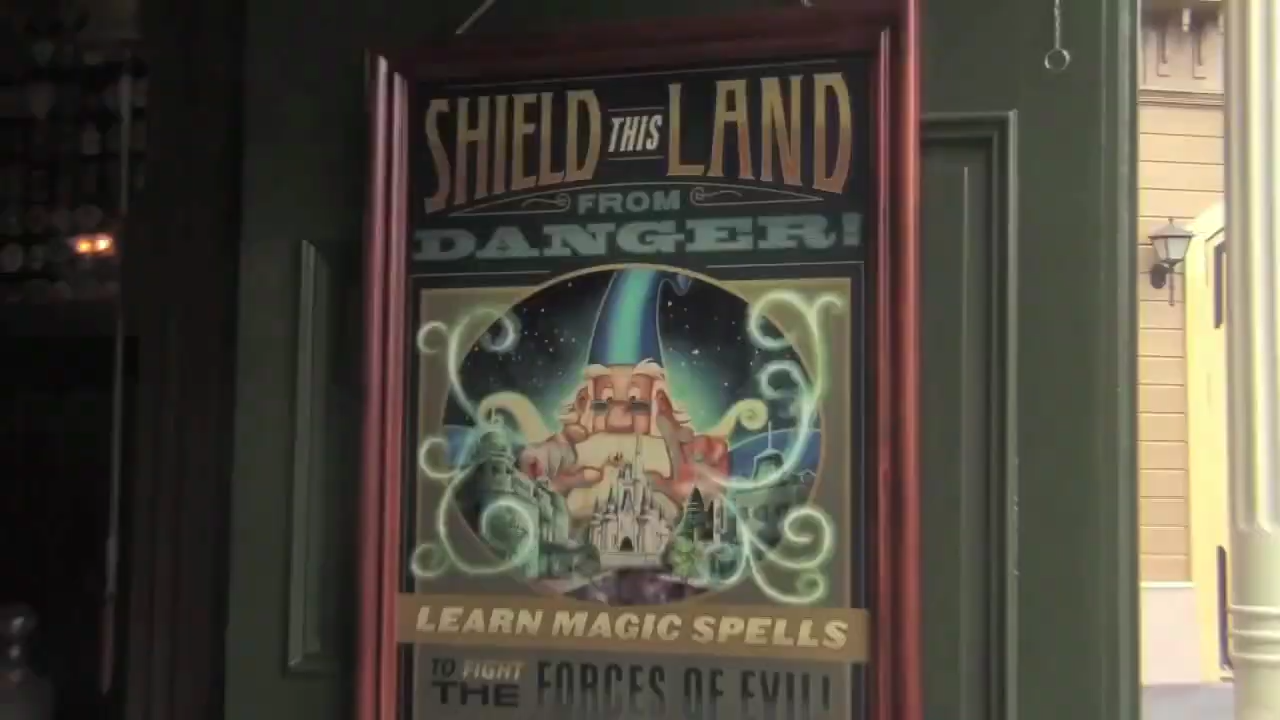 SHIELD THIS LAND
FROM
DANGER!
LEARN MAGIC SPELLS
TO FIGHT
THE FORCES OF EVIL!